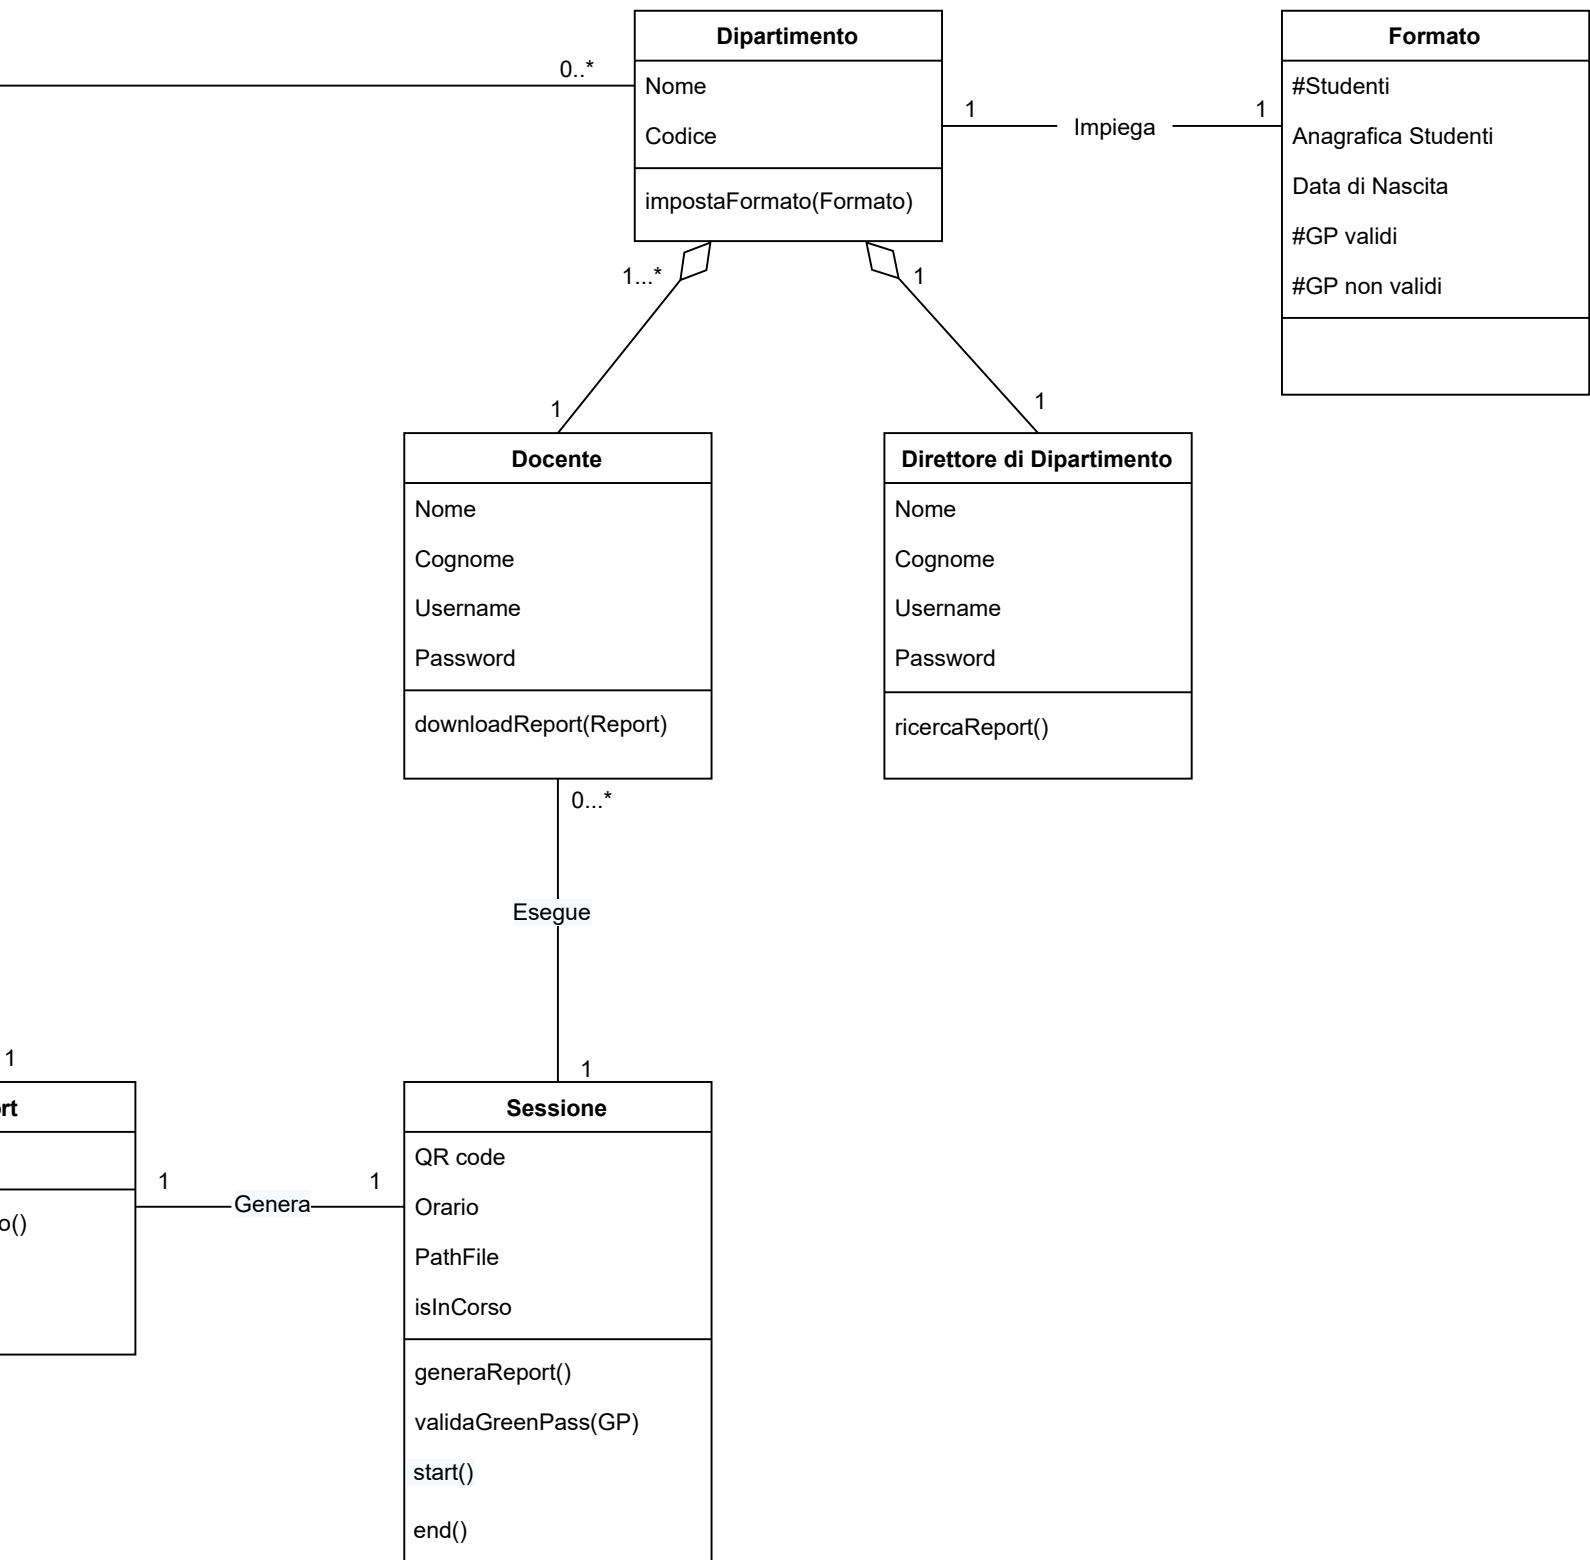 Dipartimento
Nome
Codice
impostaFormato(Formato)
0..*
1
Impiega
1
Formato
#Studenti
Anagrafica Studenti
Data di Nascita
#GP validi
#GP non validi
1...*
1
1
1
Docente
Nome
Cognome
Username
Password
downloadReport(Report)
Direttore di Dipartimento
Nome
Cognome
Username
Password
ricercaReport()
0...*
Esegue
1
1
rt
o()
1
Genera
1
Sessione
QR code
Orario
PathFile
isInCorso
generaReport()
validaGreenPass(GP)
start()
end()